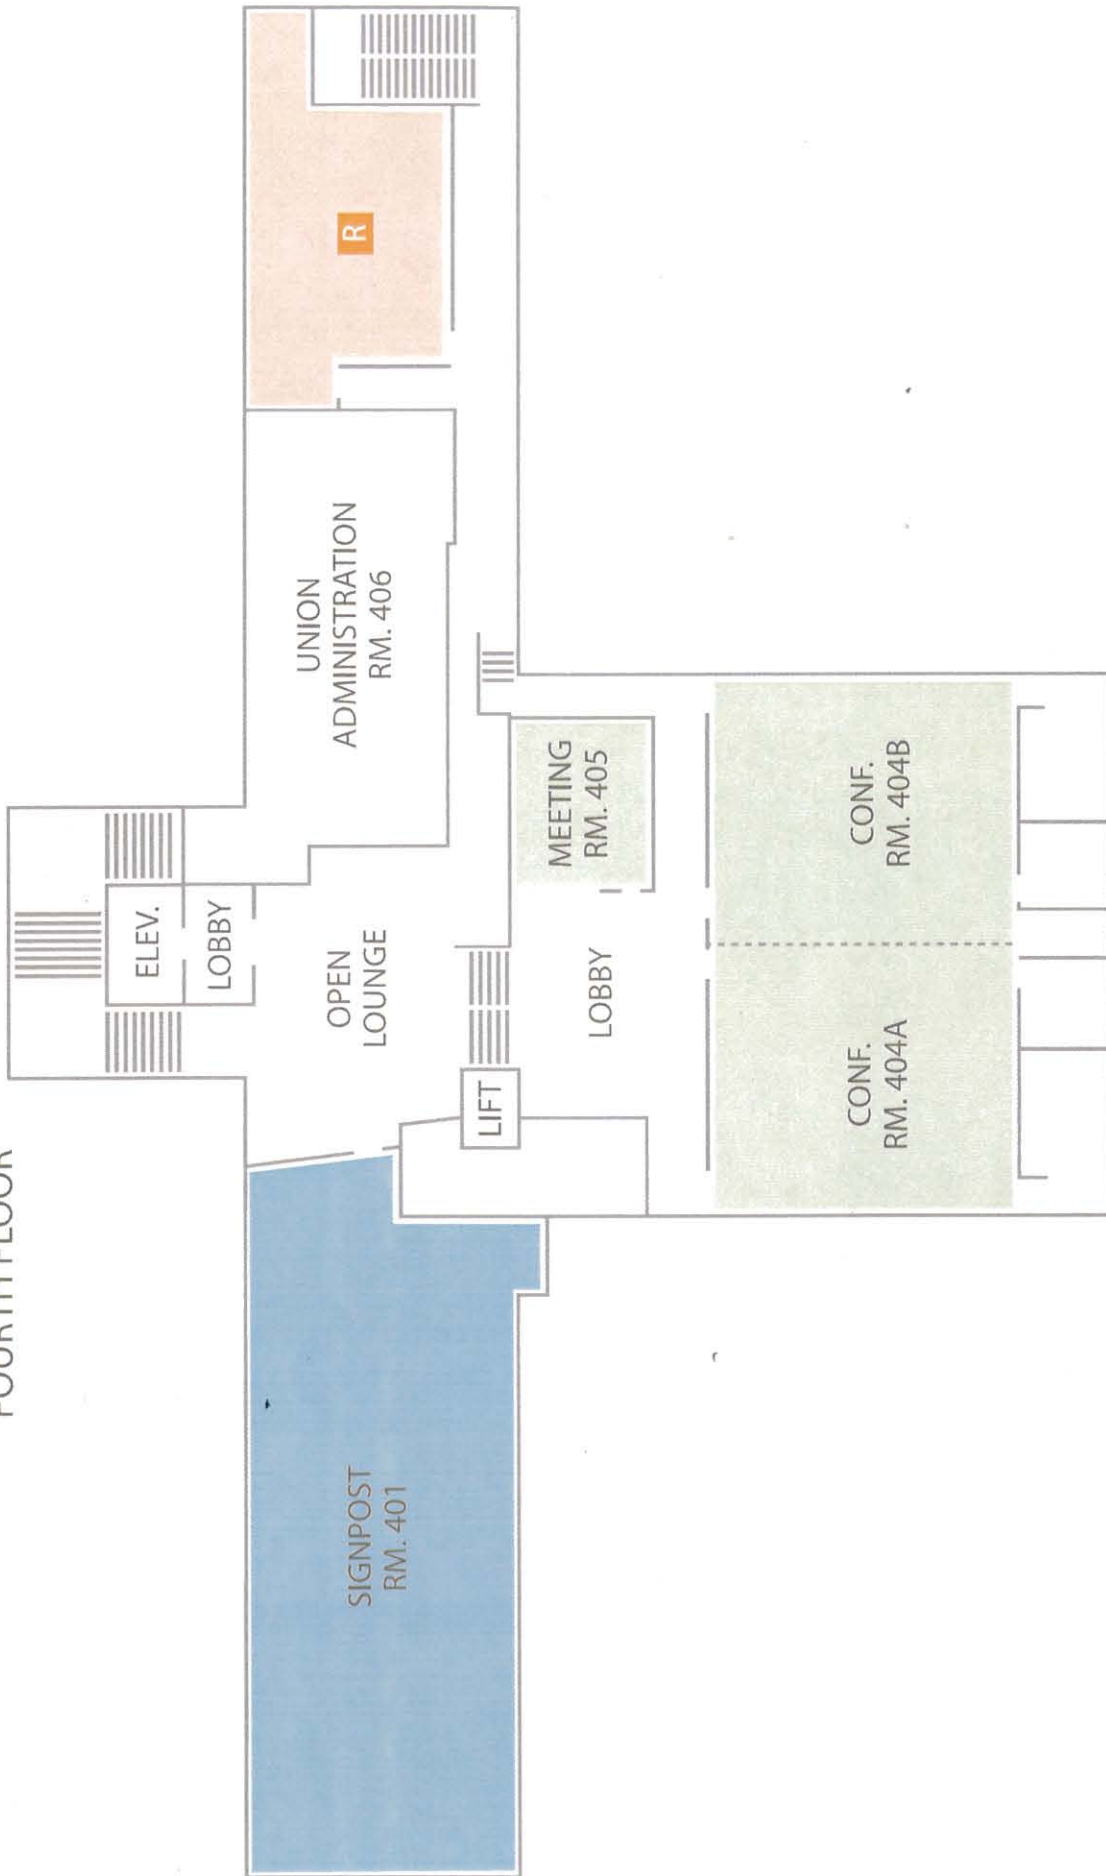 FOURTH FLOOR
ELEV.
LOBBY
OPEN
LOUNGE
UNION
ADMINISTRATION
RM. 406
R
SIGNPOST
RM. 401
LIFT
LOBBY
MEETING
RM. 405
CONF.
RM. 404A
CONF.
RM. 404B